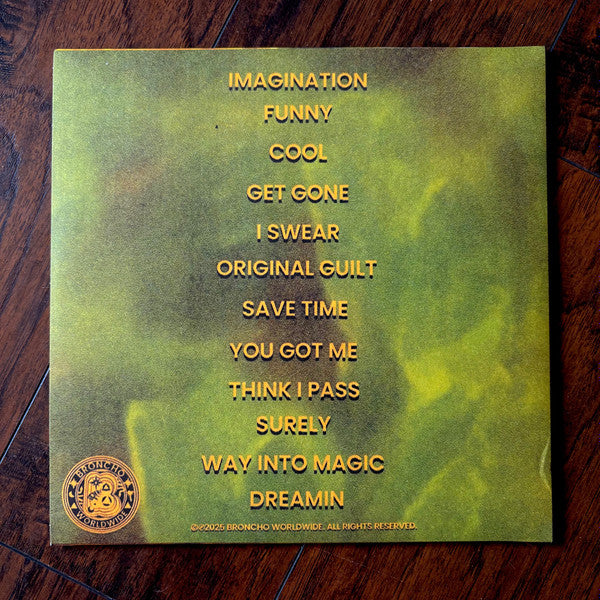 IMAGINATION
FUNNY
COOL
GET GONE
I SWEAR
ORIGINAL GUILT
SAVE TIME
YOU GOT ME
THINK I PASS
SURELY
WAY INTO MAGIC
DREAMIN
BRONCHO
B
WORLDWIDE
©℗2025 BRONCHO WORLDWIDE. ALL RIGHTS RESERVED.